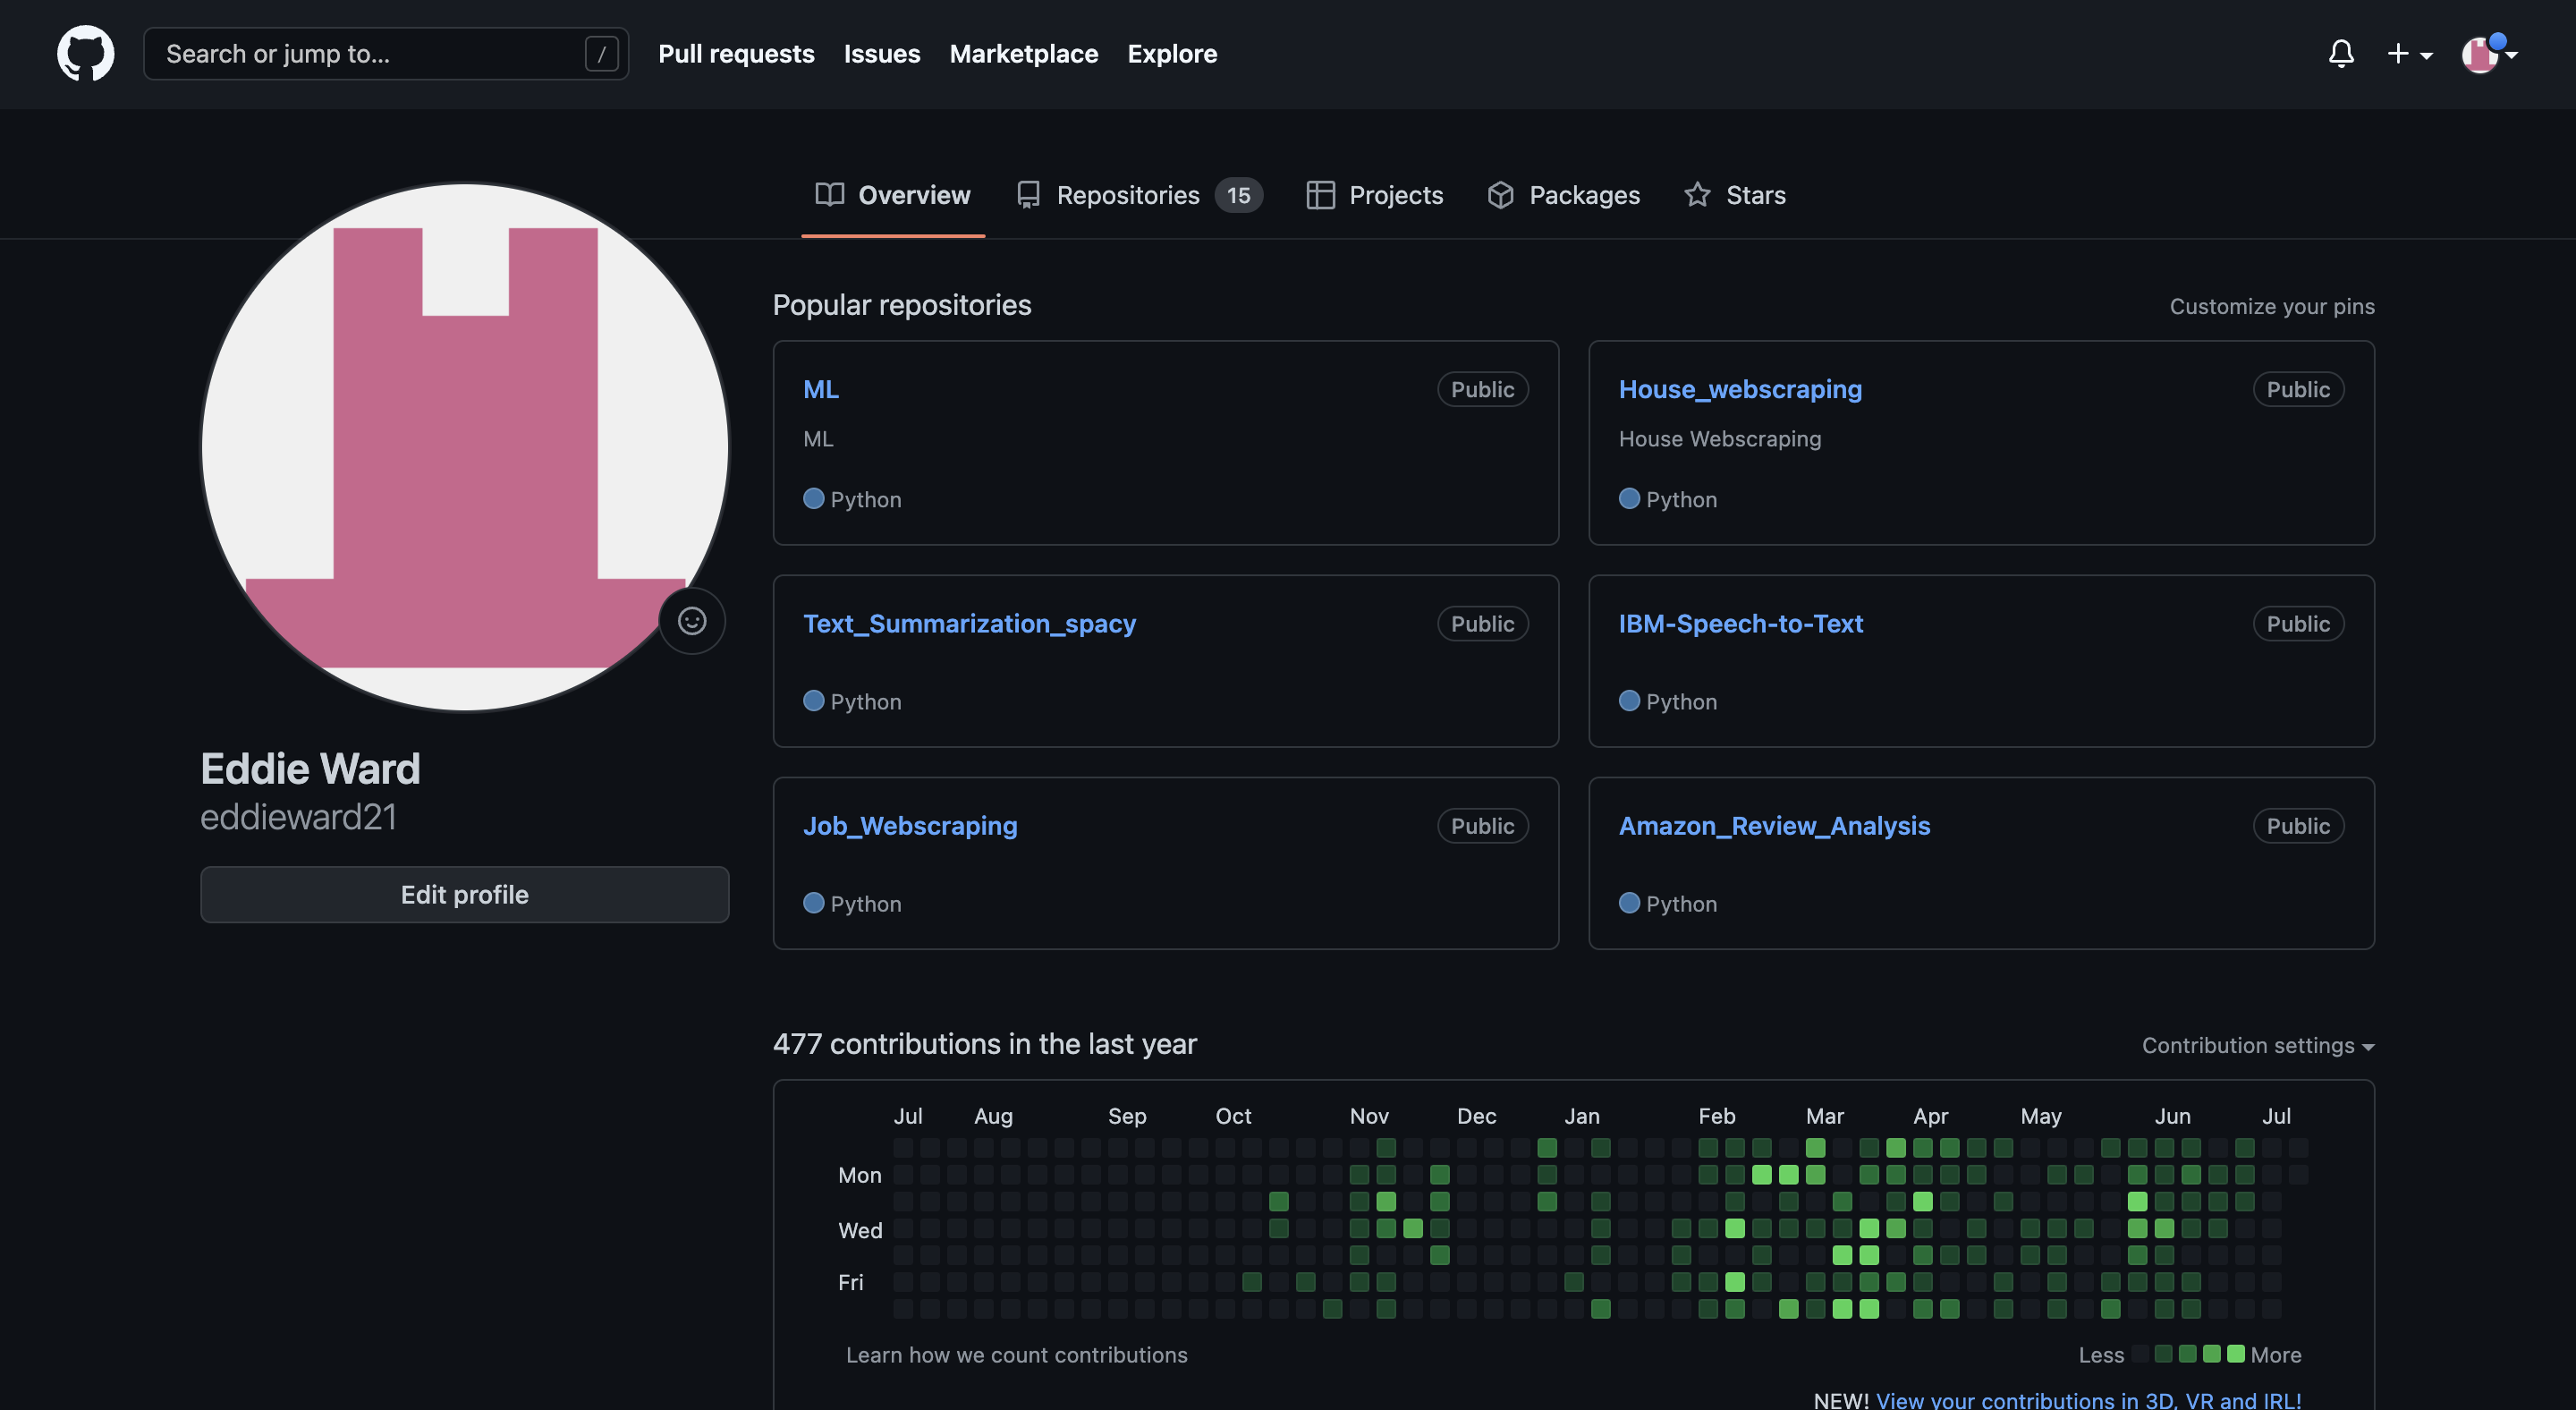 Search or jump to... /
Pull requests Issues Marketplace Explore
Overview Repositories 15 Projects Packages Stars
Eddie Ward
eddieward21
Edit profile
Popular repositories Customize your pins
ML Public
ML
Python
House_webscraping Public
House Webscraping
Python
Text_Summarization_spacy Public
Python
IBM-Speech-to-Text Public
Python
Job_Webscraping Public
Python
Amazon_Review_Analysis Public
Python
477 contributions in the last year Contribution settings
Jul Aug Sep Oct Nov Dec Jan Feb Mar Apr May Jun Jul
Mon
Wed
Fri
Learn how we count contributions Less More
NEW! View your contributions in 3D, VR and IRL!